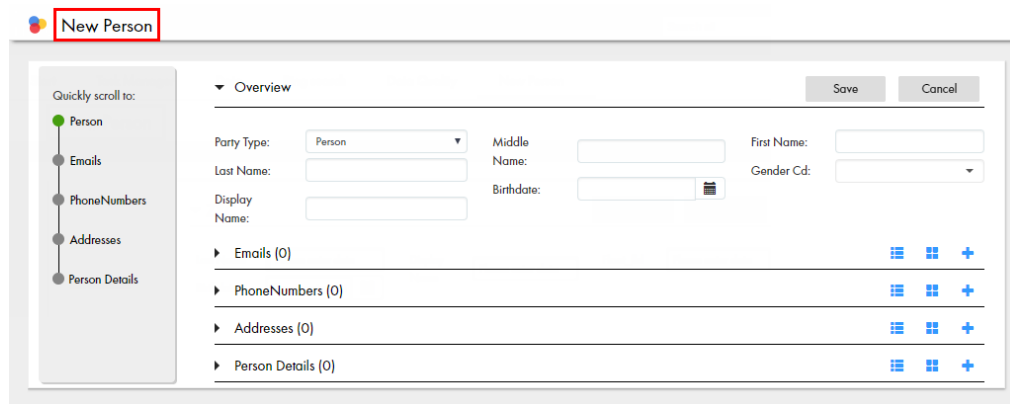 New Person
Quickly scroll to:
Person
Emails
PhoneNumbers
Addresses
Person Details
Overview
Save
Cancel
Party Type:
Person
Middle
Name:
First Name:
Last Name:
Gender Cd:
Birthdate:
Display
Name:
Emails (0)
PhoneNumbers (0)
Addresses (0)
Person Details (0)